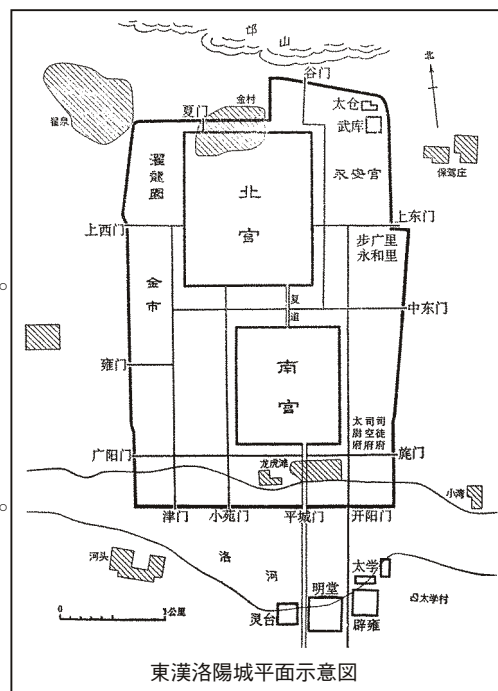 邙山
北
谷门
太仓
武库
翟泉
夏门
金村
保驾庄
濯龍園
北宮
永安宮
上西门
上东门
步广里
永和里
金市
复道
中东门
南宮
雍门
太尉府
司空府
司徒府
广阳门
旄门
龙虎滩
小湾
津门
小苑门
平城门
开阳门
河头
洛河
太学
明堂
太学村
灵台
辟雍
0 1公里
東漢洛陽城平面示意図